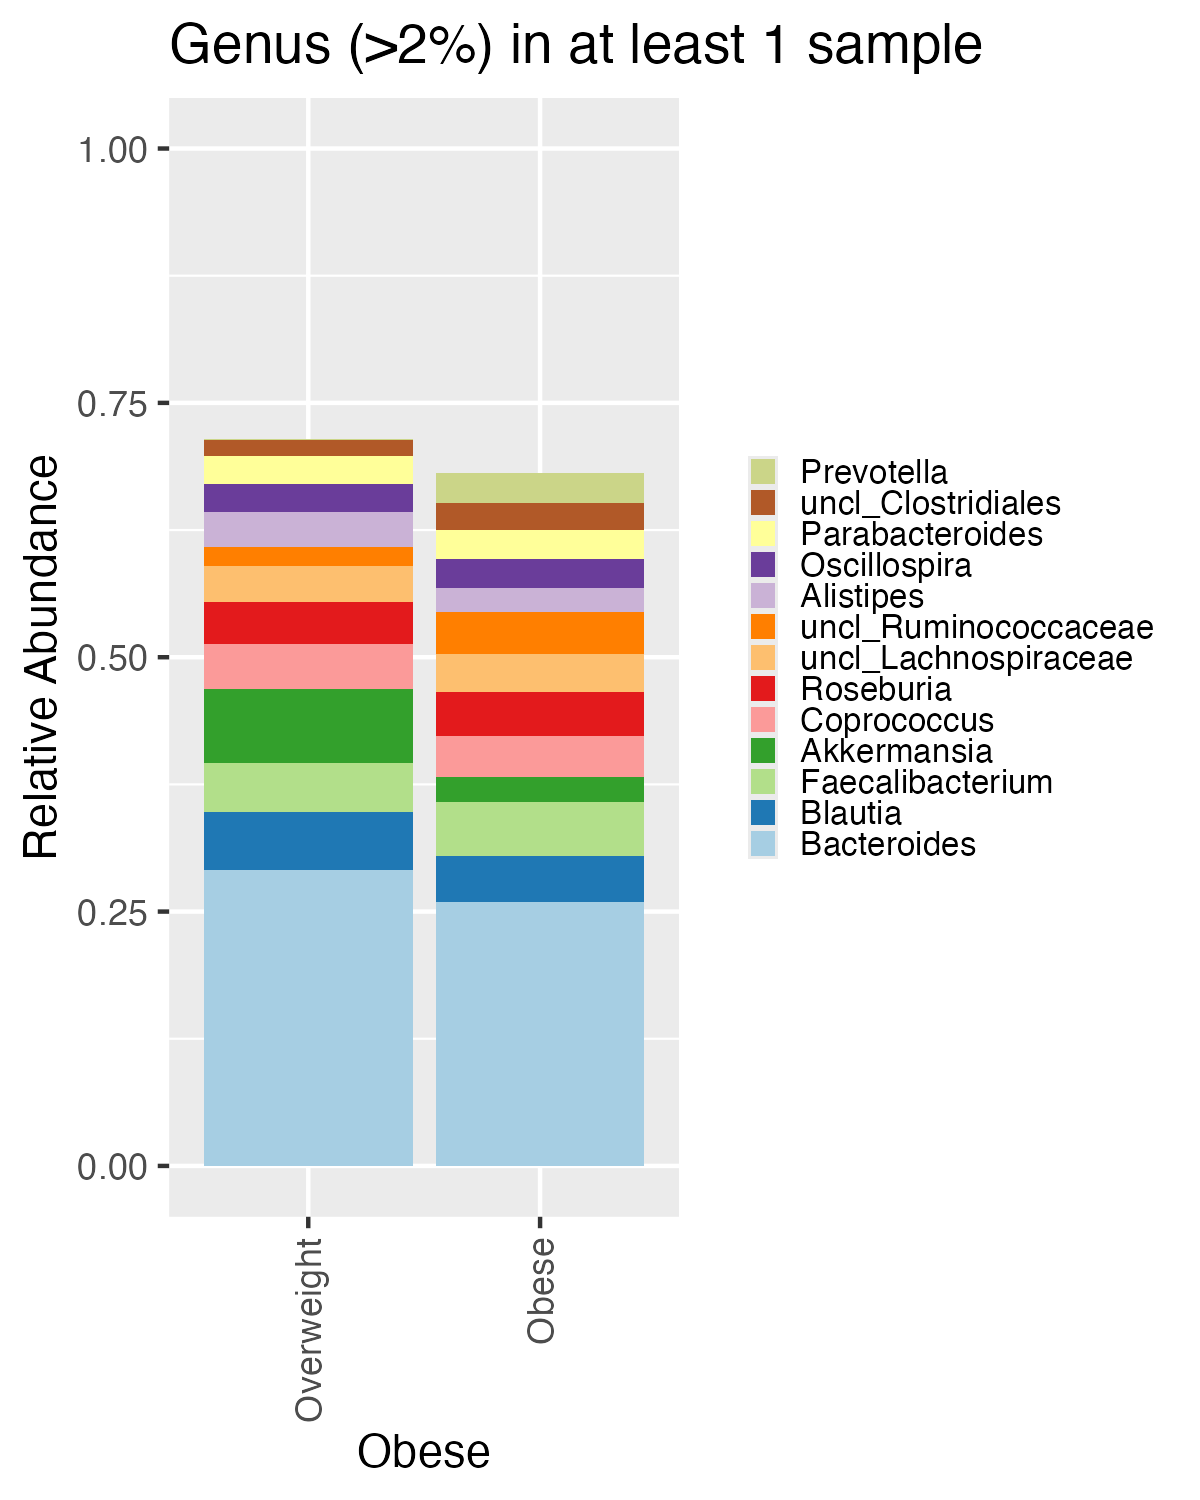 Genus (>2%) in at least 1 sample
1.00
0.75
0.50
0.25
0.00
Relative Abundance
Overweight
Obese
Obese
Prevotella
uncl_Clostridiales
Parabacteroides
Oscillospira
Alistipes
uncl_Ruminococcaceae
uncl_Lachnospiraceae
Roseburia
Coprococcus
Akkermansia
Faecalibacterium
Blautia
Bacteroides